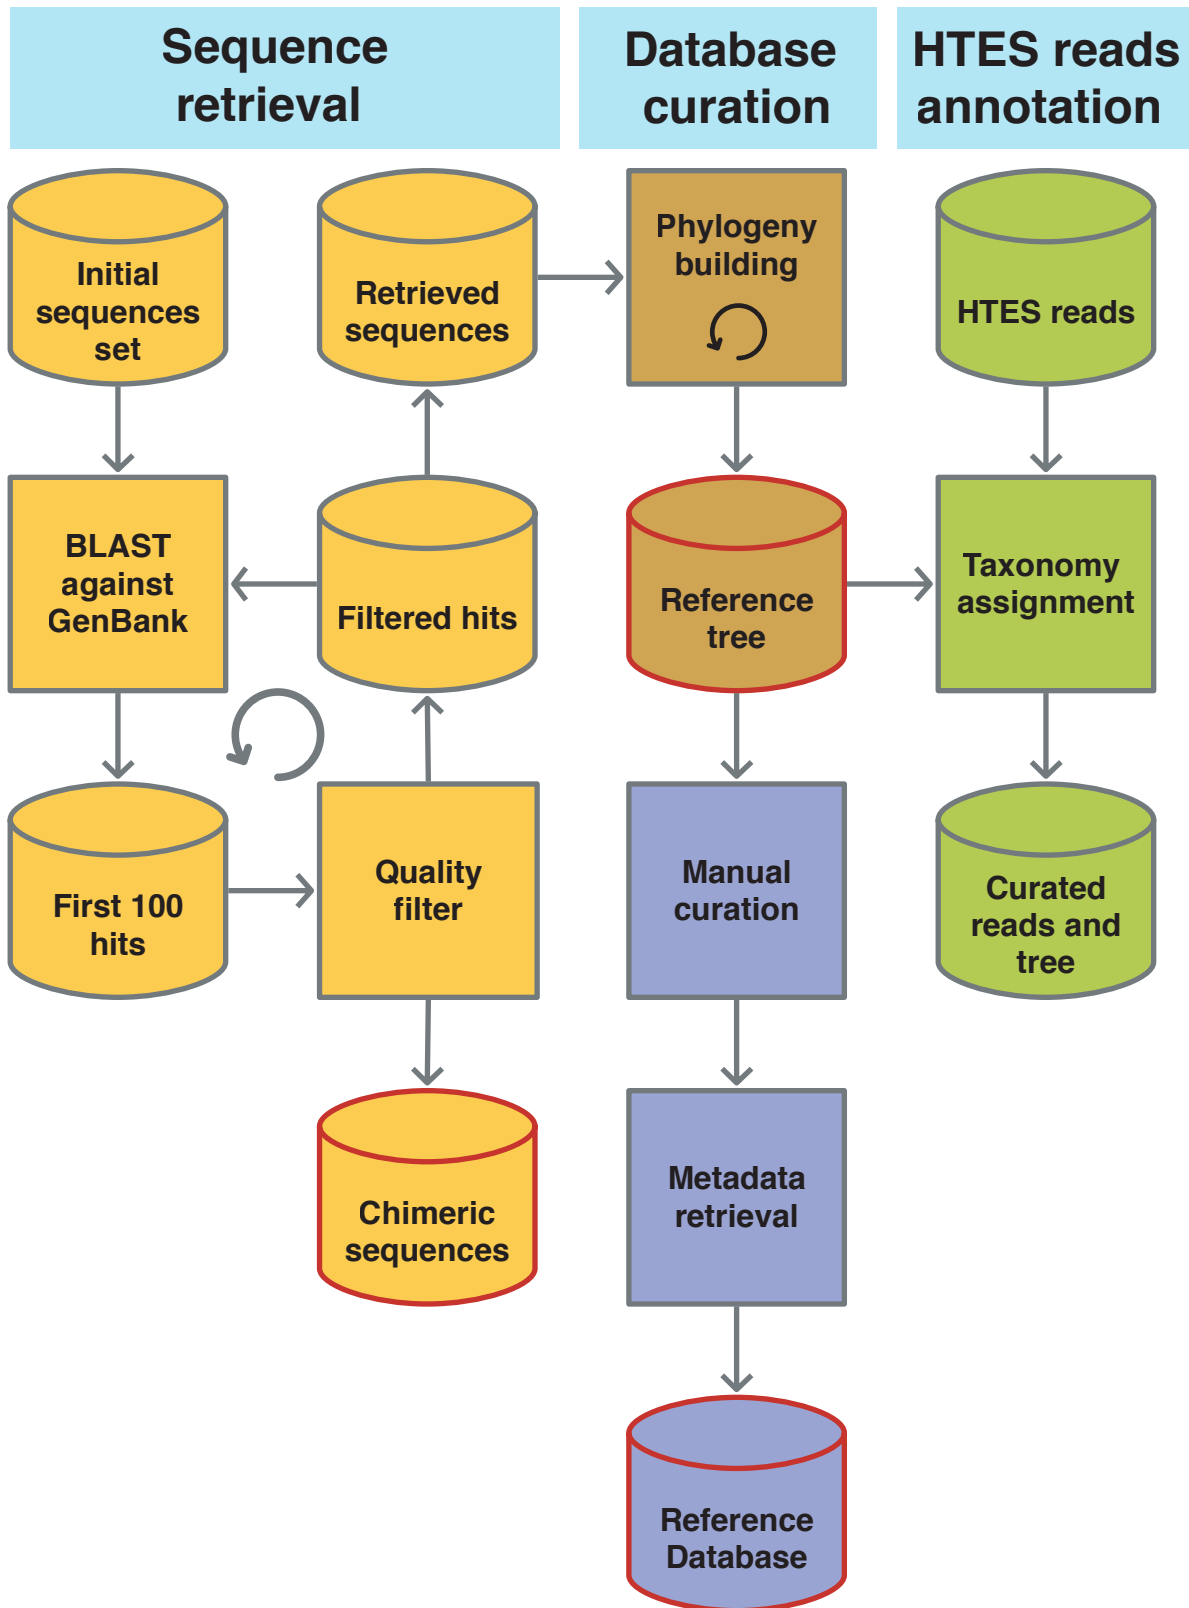 Sequence
retrieval
Database
curation
HTES reads
annotation
Initial
sequences
set
Retrieved
sequences
Phylogeny
building
HTES reads
BLAST
against
GenBank
Filtered hits
Reference
tree
Taxonomy
assignment
First 100
hits
Quality
filter
Manual
curation
Curated
reads and
tree
Chimeric
sequences
Metadata
retrieval
Reference
Database